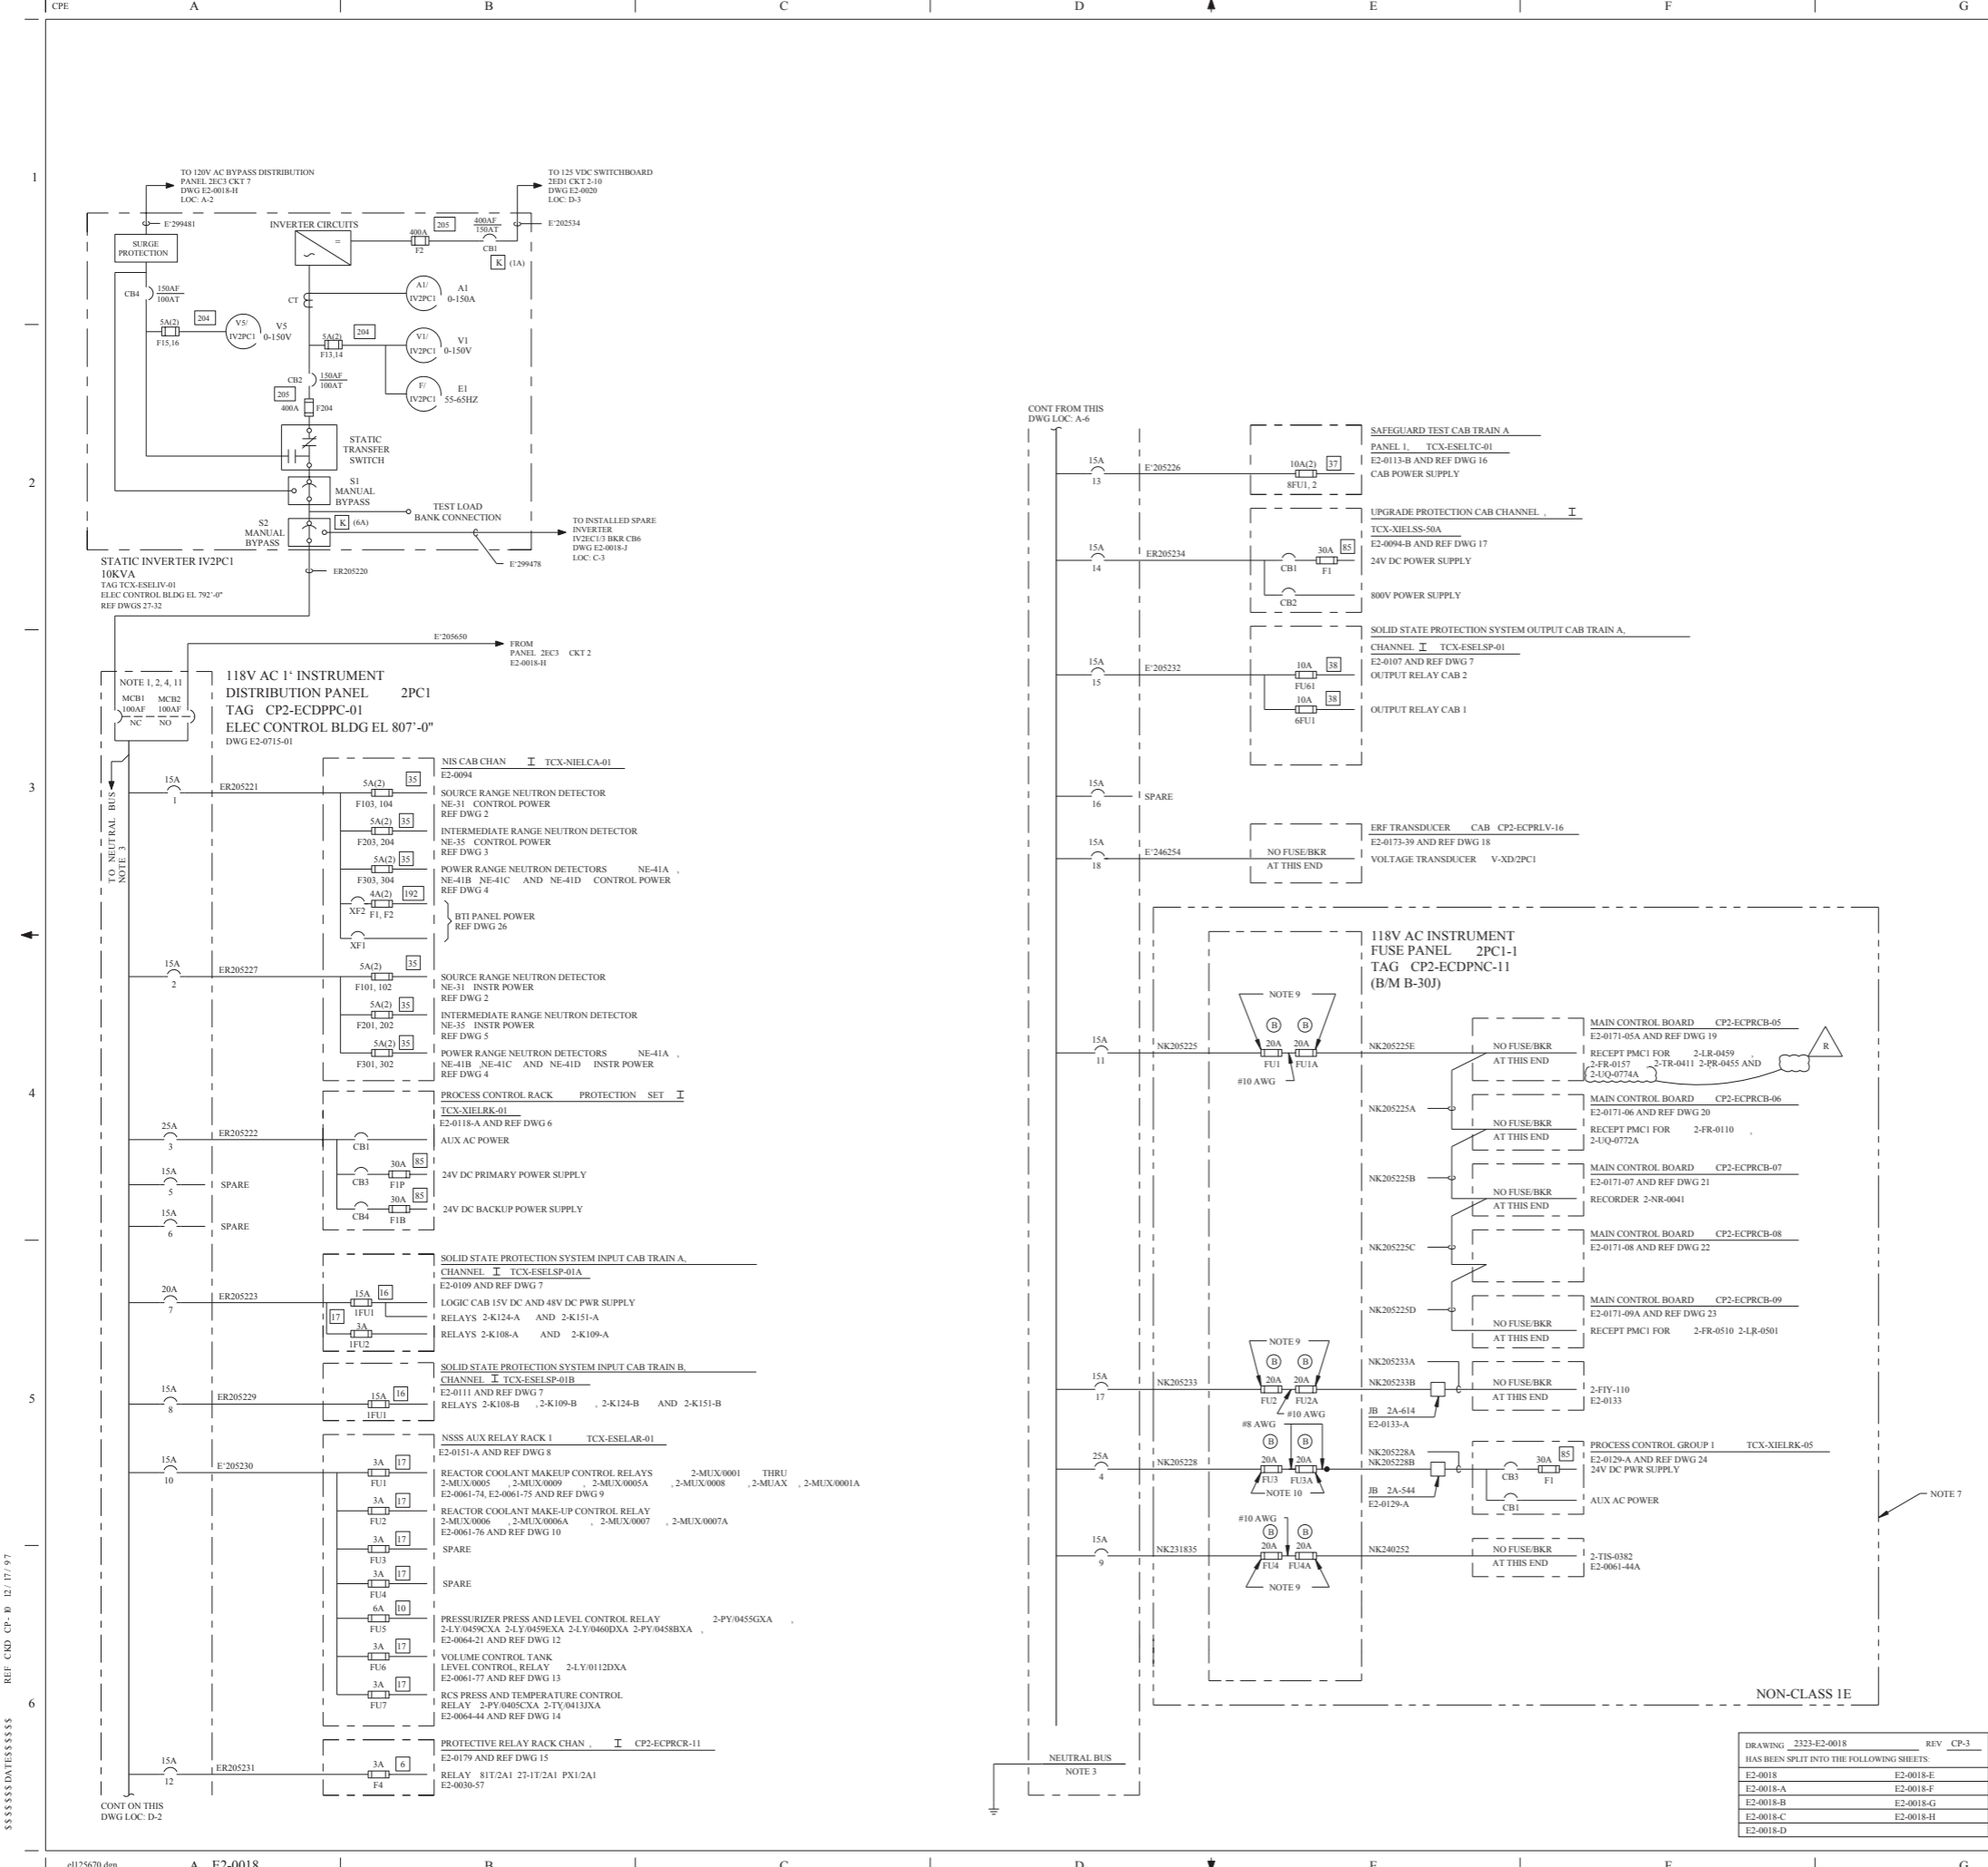 CPE
A
B
C
D
E
F
G
1
2
3
4
5
6
TO 120V AC BYPASS DISTRIBUTION
PANEL 2EC3 CKT 7
DWG E2-0018-H
LOC: A-2
TO 125 VDC SWITCHBOARD
2ED1 CKT 2-10
DWG E2-0020
LOC: D-3
E'299481
INVERTER CIRCUITS
SURGE
PROTECTION
205
400A
F2
400AF
150AT
CB1
E'202534
K (1A)
CB4
150AF
100AT
CT
A1/
IV2PC1
A1
0-150A
5A(2)
F15,16
204
V5/
IV2PC1
V5
0-150V
5A(2)
F13,14
204
V1/
IV2PC1
V1
0-150V
CB2
150AF
100AT
205
400A
F204
F/
IV2PC1
E1
55-65HZ
STATIC
TRANSFER
SWITCH
S1
MANUAL
BYPASS
TEST LOAD
BANK CONNECTION
S2
MANUAL
BYPASS
K (6A)
TO INSTALLED SPARE
INVERTER
IV2EC1/3 BKR CB6
DWG E2-0018-J
LOC: C-3
E'299478
ER205220
STATIC INVERTER IV2PC1
10KVA
TAG TCX-ESELIV-01
ELEC CONTROL BLDG EL 792'-0"
REF DWGS 27-32
E'205650
FROM
PANEL 2EC3 CKT 2
E2-0018-H
NOTE 1, 2, 4, 11
MCB1
100AF
NC
MCB2
100AF
NO
118V AC 1' INSTRUMENT
DISTRIBUTION PANEL 2PC1
TAG CP2-ECDPPC-01
ELEC CONTROL BLDG EL 807'-0"
DWG E2-0715-01
TO NEUTRAL BUS
NOTE 3
15A
1
ER205221
NIS CAB CHAN I TCX-NIELCA-01
E2-0094
5A(2) 35
F103, 104
SOURCE RANGE NEUTRON DETECTOR
NE-31 CONTROL POWER
REF DWG 2
5A(2) 35
F203, 204
INTERMEDIATE RANGE NEUTRON DETECTOR
NE-35 CONTROL POWER
REF DWG 3
5A(2) 35
F303, 304
POWER RANGE NEUTRON DETECTORS NE-41A ,
NE-41B ,NE-41C AND NE-41D CONTROL POWER
REF DWG 4
XF2
4A(2) 192
F1, F2
XF1
BTI PANEL POWER
REF DWG 26
15A
2
ER205227
5A(2) 35
F101, 102
SOURCE RANGE NEUTRON DETECTOR
NE-31 INSTR POWER
REF DWG 2
5A(2) 35
F201, 202
INTERMEDIATE RANGE NEUTRON DETECTOR
NE-35 INSTR POWER
REF DWG 5
5A(2) 35
F301, 302
POWER RANGE NEUTRON DETECTORS NE-41A ,
NE-41B ,NE-41C AND NE-41D INSTR POWER
REF DWG 4
PROCESS CONTROL RACK PROTECTION SET I
TCX-XIELRK-01
E2-0118-A AND REF DWG 6
25A
3
ER205222
CB1
AUX AC POWER
CB3
30A 85
F1P
24V DC PRIMARY POWER SUPPLY
CB4
30A 85
F1B
24V DC BACKUP POWER SUPPLY
15A
5
SPARE
15A
6
SPARE
SOLID STATE PROTECTION SYSTEM INPUT CAB TRAIN A,
CHANNEL I TCX-ESELSP-01A
E2-0109 AND REF DWG 7
20A
7
ER205223
15A 16
1FU1
LOGIC CAB 15V DC AND 48V DC PWR SUPPLY
RELAYS 2-K124-A AND 2-K151-A
17
3A
1FU2
RELAYS 2-K108-A AND 2-K109-A
SOLID STATE PROTECTION SYSTEM INPUT CAB TRAIN B,
CHANNEL I TCX-ESELSP-01B
E2-0111 AND REF DWG 7
15A
8
ER205229
15A 16
1FU1
RELAYS 2-K108-B , 2-K109-B , 2-K124-B AND 2-K151-B
NSSS AUX RELAY RACK 1 TCX-ESELAR-01
E2-0151-A AND REF DWG 8
15A
10
E'205230
3A 17
FU1
REACTOR COOLANT MAKEUP CONTROL RELAYS 2-MUX/0001 THRU
2-MUX/0005 , 2-MUX/0009 , 2-MUX/0005A , 2-MUX/0008 , 2-MUAX , 2-MUX/0001A
E2-0061-74, E2-0061-75 AND REF DWG 9
3A 17
FU2
REACTOR COOLANT MAKE-UP CONTROL RELAY
2-MUX/0006 , 2-MUX/0006A , 2-MUX/0007 , 2-MUX/0007A
E2-0061-76 AND REF DWG 10
3A 17
FU3
SPARE
3A 17
FU4
SPARE
6A 10
FU5
PRESSURIZER PRESS AND LEVEL CONTROL RELAY 2-PY/0455GXA ,
2-LY/0459CXA 2-LY/0459EXA 2-LY/0460DXA 2-PY/0458BXA ,
E2-0064-21 AND REF DWG 12
3A 17
FU6
VOLUME CONTROL TANK
LEVEL CONTROL, RELAY 2-LY/0112DXA
E2-0061-77 AND REF DWG 13
3A 17
FU7
RCS PRESS AND TEMPERATURE CONTROL
RELAY 2-PY/0405CXA 2-TY/0413JXA
E2-0064-44 AND REF DWG 14
PROTECTIVE RELAY RACK CHAN , I CP2-ECPRCR-11
E2-0179 AND REF DWG 15
15A
12
ER205231
3A 6
F4
RELAY 81T/2A1 27-1T/2A1 PX1/2A1
E2-0030-57
CONT ON THIS
DWG LOC: D-2
CONT FROM THIS
DWG LOC: A-6
15A
13
E'205226
SAFEGUARD TEST CAB TRAIN A
PANEL 1, TCX-ESELTC-01
E2-0113-B AND REF DWG 16
10A(2) 37
8FU1, 2
CAB POWER SUPPLY
UPGRADE PROTECTION CAB CHANNEL , I
TCX-XIELSS-50A
E2-0094-B AND REF DWG 17
15A
14
ER205234
CB1
30A 85
F1
24V DC POWER SUPPLY
CB2
800V POWER SUPPLY
SOLID STATE PROTECTION SYSTEM OUTPUT CAB TRAIN A,
CHANNEL I TCX-ESELSP-01
E2-0107 AND REF DWG 7
15A
15
E'205232
10A 38
FU61
OUTPUT RELAY CAB 2
10A 38
6FU1
OUTPUT RELAY CAB 1
15A
16
SPARE
ERF TRANSDUCER CAB CP2-ECPRLV-16
E2-0173-39 AND REF DWG 18
15A
18
E'246254
NO FUSE/BKR
AT THIS END
VOLTAGE TRANSDUCER V-XD/2PC1
118V AC INSTRUMENT
FUSE PANEL 2PC1-1
TAG CP2-ECDPNC-11
(B/M B-30J)
NOTE 9
B B
15A
11
NK205225
20A 20A
FU1 FU1A
#10 AWG
NK205225E
NO FUSE/BKR
AT THIS END
MAIN CONTROL BOARD CP2-ECPRCB-05
E2-0171-05A AND REF DWG 19
RECEPT PMC1 FOR 2-LR-0459 ,
2-FR-0157 2-TR-0411 2-PR-0455 AND
2-UQ-0774A
R
NK205225A
NO FUSE/BKR
AT THIS END
MAIN CONTROL BOARD CP2-ECPRCB-06
E2-0171-06 AND REF DWG 20
RECEPT PMC1 FOR 2-FR-0110 ,
2-UQ-0772A
NK205225B
NO FUSE/BKR
AT THIS END
MAIN CONTROL BOARD CP2-ECPRCB-07
E2-0171-07 AND REF DWG 21
RECORDER 2-NR-0041
NK205225C
MAIN CONTROL BOARD CP2-ECPRCB-08
E2-0171-08 AND REF DWG 22
NK205225D
NO FUSE/BKR
AT THIS END
MAIN CONTROL BOARD CP2-ECPRCB-09
E2-0171-09A AND REF DWG 23
RECEPT PMC1 FOR 2-FR-0510 2-LR-0501
NOTE 9
B B
15A
17
NK205233
20A 20A
FU2 FU2A
#10 AWG
NK205233A
NK205233B
JB 2A-614
E2-0133-A
NO FUSE/BKR
AT THIS END
2-FIY-110
E2-0133
#8 AWG
B B
25A
4
NK205228
20A 20A
FU3 FU3A
NOTE 10
NK205228A
NK205228B
JB 2A-544
E2-0129-A
CB3
30A 85
F1
CB1
PROCESS CONTROL GROUP 1 TCX-XIELRK-05
E2-0129-A AND REF DWG 24
24V DC PWR SUPPLY
AUX AC POWER
NOTE 7
#10 AWG
B B
15A
9
NK231835
20A 20A
FU4 FU4A
NOTE 9
NK240252
NO FUSE/BKR
AT THIS END
2-TIS-0382
E2-0061-44A
NON-CLASS 1E
NEUTRAL BUS
NOTE 3
DRAWING 2323-E2-0018 REV CP-3
HAS BEEN SPLIT INTO THE FOLLOWING SHEETS:
E2-0018 E2-0018-E
E2-0018-A E2-0018-F
E2-0018-B E2-0018-G
E2-0018-C E2-0018-H
E2-0018-D
$$$$$$DATE$$$$$$ REF CKD CP-10 12/17/97
el125670.dgn
A E2-0018
B
C
D
E
F
G